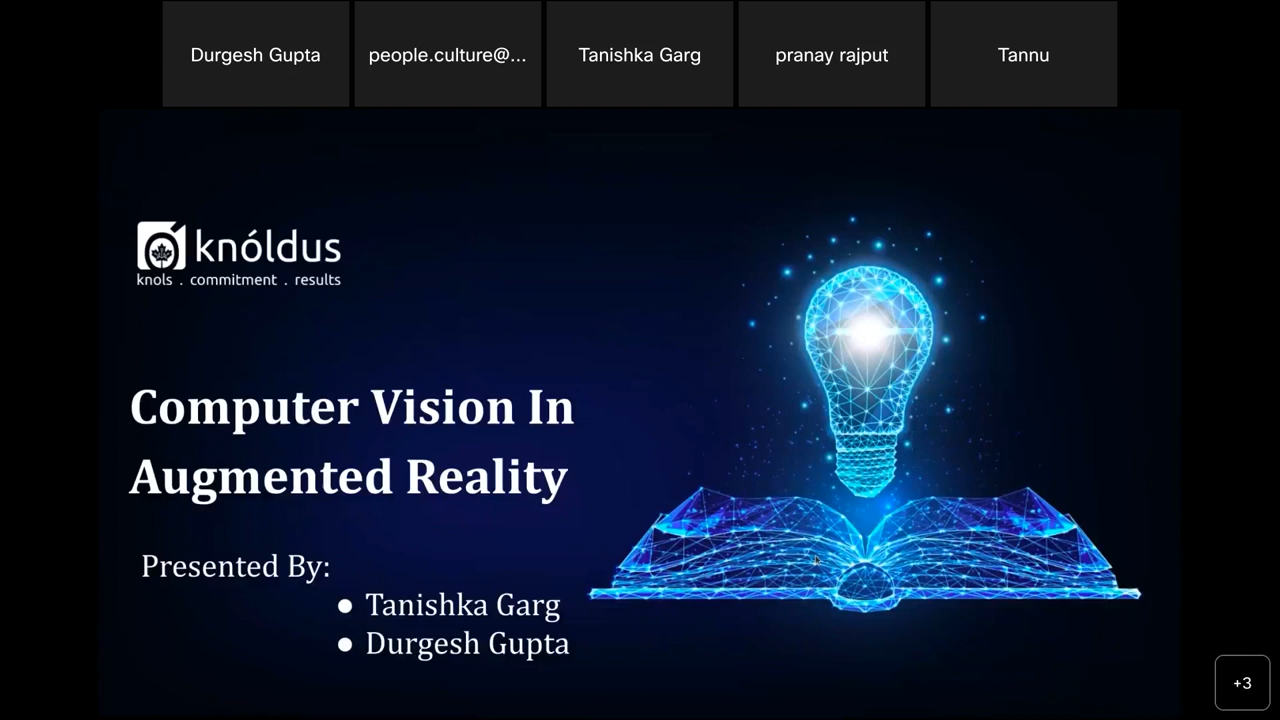 Durgesh Gupta
people.culture@...
Tanishka Garg
pranay rajput
Tannu
knóldus
knols . commitment . results
Computer Vision In
Augmented Reality
Presented By:
● Tanishka Garg
● Durgesh Gupta
+3